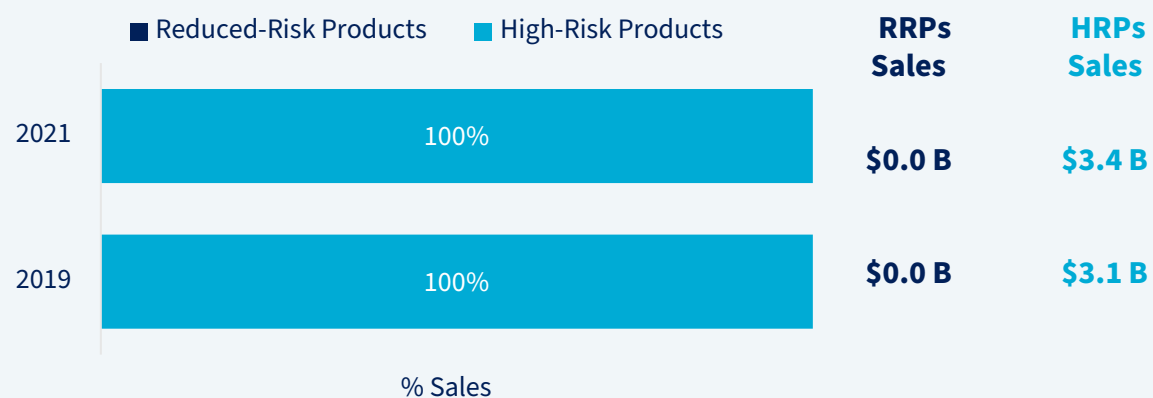 Reduced-Risk Products High-Risk Products
RRPs Sales
HRPs Sales
2021 100% $0.0 B $3.4 B
2019 100% $0.0 B $3.1 B
% Sales